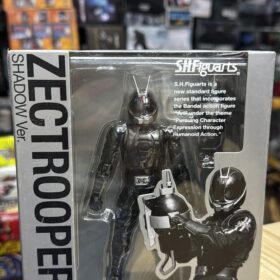 ZECTROOPER
SHADOW Ver.
S.H.Figuarts
S.H.Figuarts is a
new standard figure
series that incorporates
the Bandai action figure
"Art" under the theme
"Pursuing Character
Expression through
Humanoid Action."